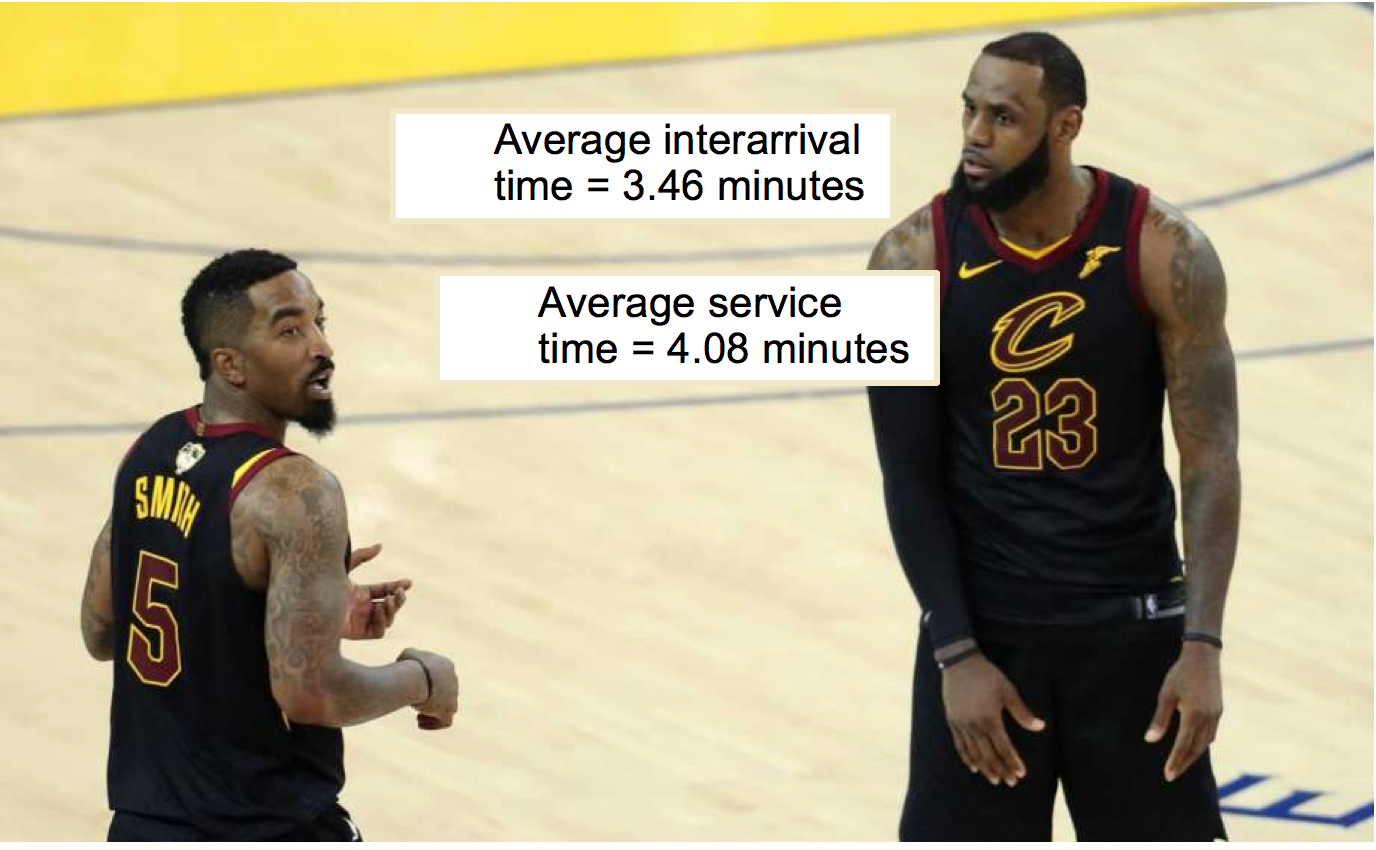 Average interarrival
time = 3.46 minutes
Average service
time = 4.08 minutes
C
23
SMITH
5
E